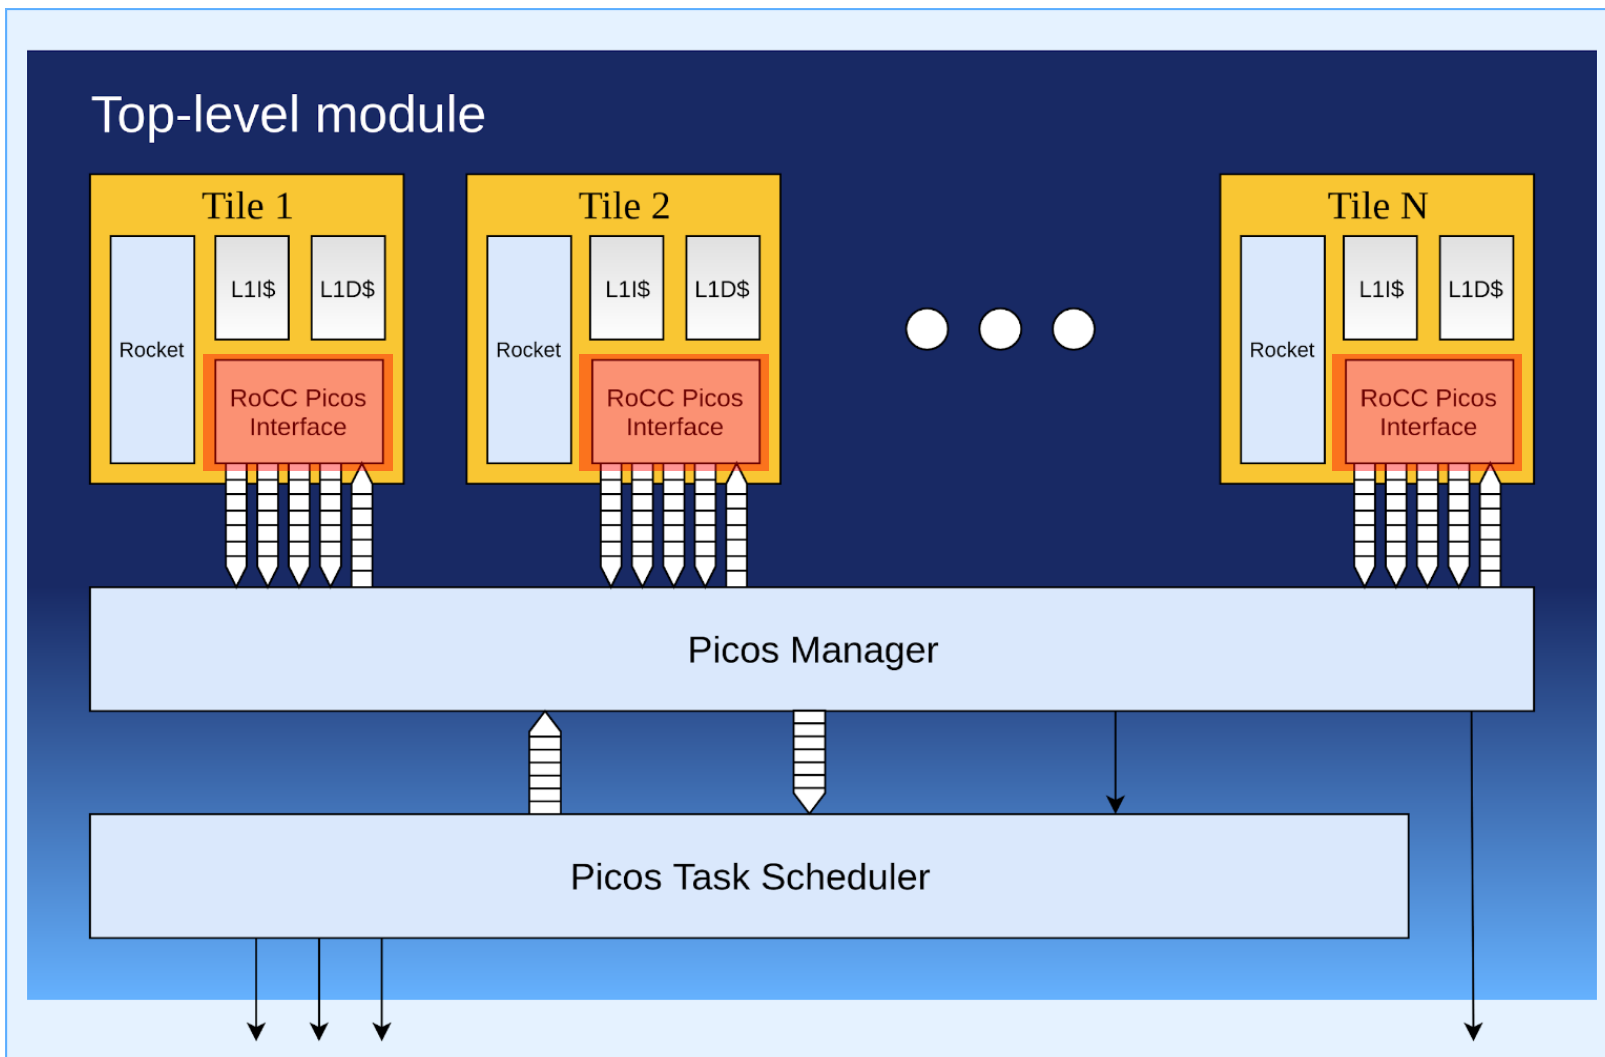 Top-level module
Tile 1
Tile 2
Tile N
Rocket
L1I$
L1D$
RoCC Picos
Interface
Rocket
L1I$
L1D$
RoCC Picos
Interface
Rocket
L1I$
L1D$
RoCC Picos
Interface
Picos Manager
Picos Task Scheduler